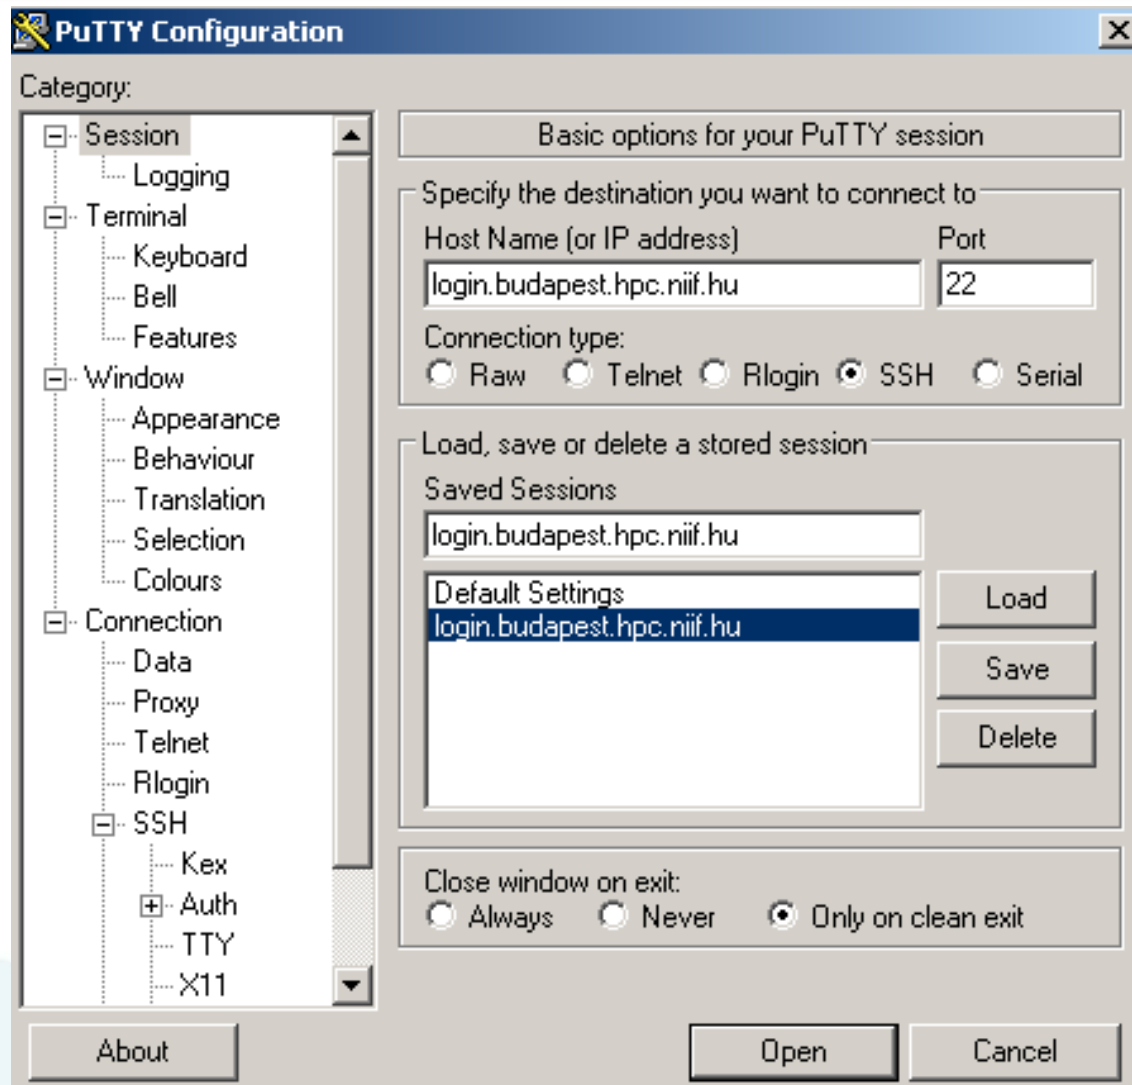 PuTTY Configuration
Category:
Session
Logging
Terminal
Keyboard
Bell
Features
Window
Appearance
Behaviour
Translation
Selection
Colours
Connection
Data
Proxy
Telnet
Rlogin
SSH
Kex
Auth
TTY
X11
Basic options for your PuTTY session
Specify the destination you want to connect to
Host Name (or IP address) Port
login.budapest.hpc.niif.hu 22
Connection type:
Raw Telnet Rlogin SSH Serial
Load, save or delete a stored session
Saved Sessions
login.budapest.hpc.niif.hu
Default Settings
login.budapest.hpc.niif.hu
Load
Save
Delete
Close window on exit:
Always Never Only on clean exit
About Open Cancel